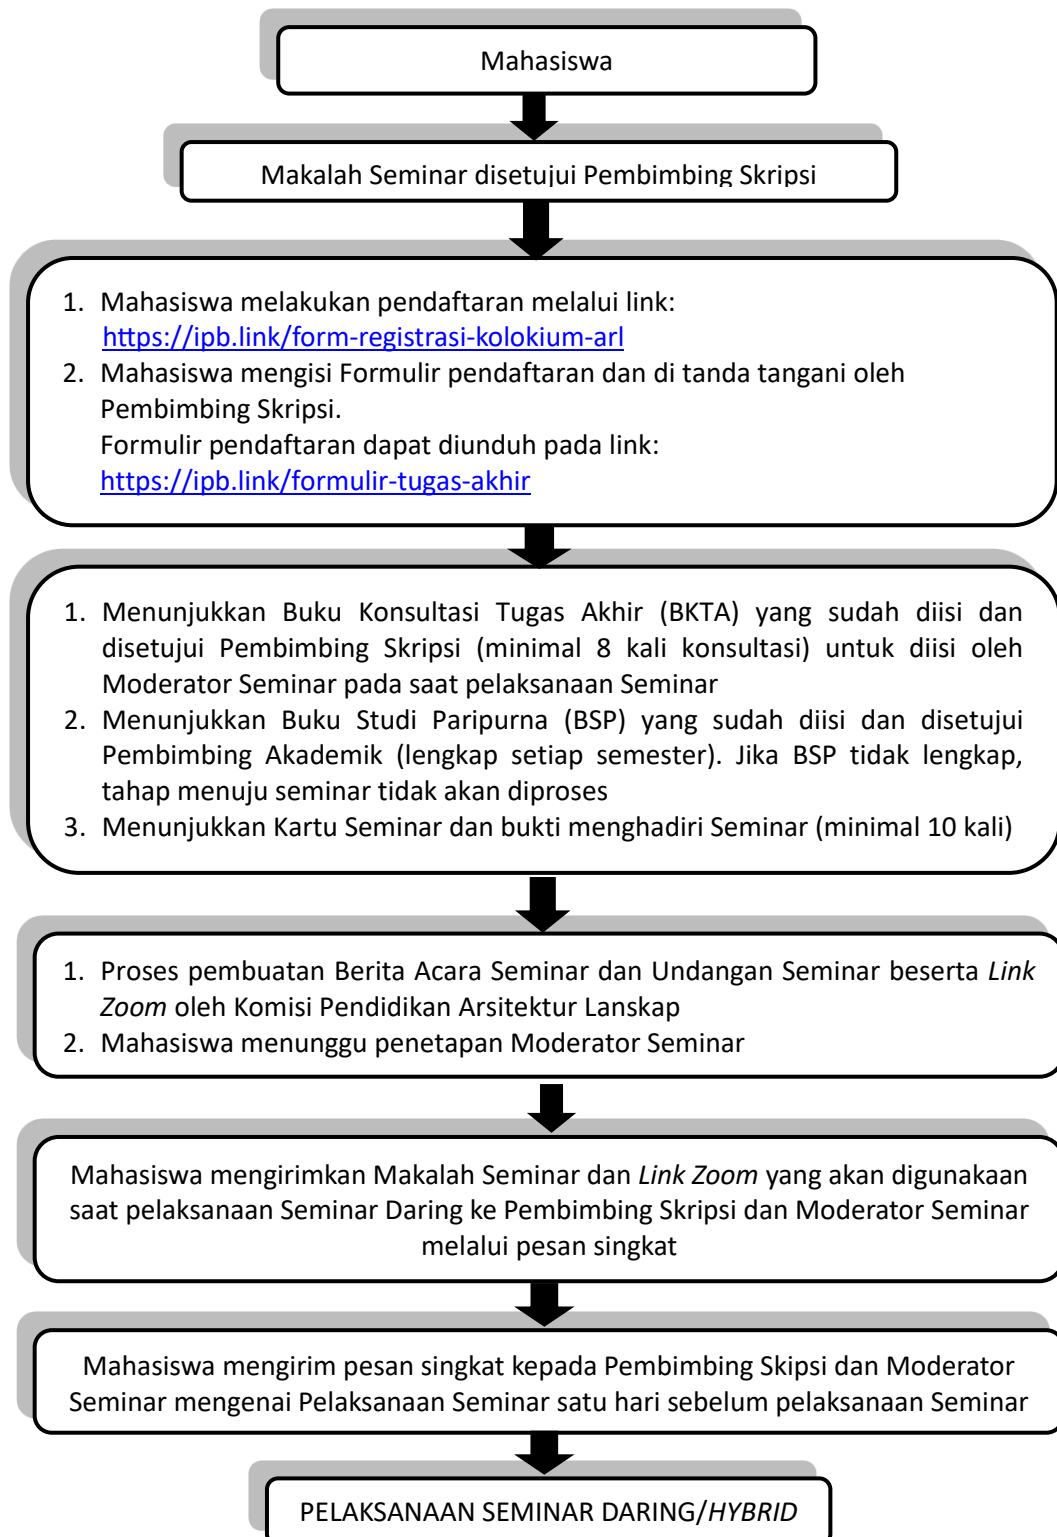 Mahasiswa
Makalah Seminar disetujui Pembimbing Skripsi
1. Mahasiswa melakukan pendaftaran melalui link:
https://ipb.link/form-registrasi-kolokium-arl
2. Mahasiswa mengisi Formulir pendaftaran dan di tanda tangani oleh
Pembimbing Skripsi.
Formulir pendaftaran dapat diunduh pada link:
https://ipb.link/formulir-tugas-akhir
1. Menunjukkan Buku Konsultasi Tugas Akhir (BKTA) yang sudah diisi dan
disetujui Pembimbing Skripsi (minimal 8 kali konsultasi) untuk diisi oleh
Moderator Seminar pada saat pelaksanaan Seminar
2. Menunjukkan Buku Studi Paripurna (BSP) yang sudah diisi dan disetujui
Pembimbing Akademik (lengkap setiap semester). Jika BSP tidak lengkap,
tahap menuju seminar tidak akan diproses
3. Menunjukkan Kartu Seminar dan bukti menghadiri Seminar (minimal 10 kali)
1. Proses pembuatan Berita Acara Seminar dan Undangan Seminar beserta Link
Zoom oleh Komisi Pendidikan Arsitektur Lanskap
2. Mahasiswa menunggu penetapan Moderator Seminar
Mahasiswa mengirimkan Makalah Seminar dan Link Zoom yang akan digunakaan
saat pelaksanaan Seminar Daring ke Pembimbing Skripsi dan Moderator Seminar
melalui pesan singkat
Mahasiswa mengirim pesan singkat kepada Pembimbing Skipsi dan Moderator
Seminar mengenai Pelaksanaan Seminar satu hari sebelum pelaksanaan Seminar
PELAKSANAAN SEMINAR DARING/HYBRID